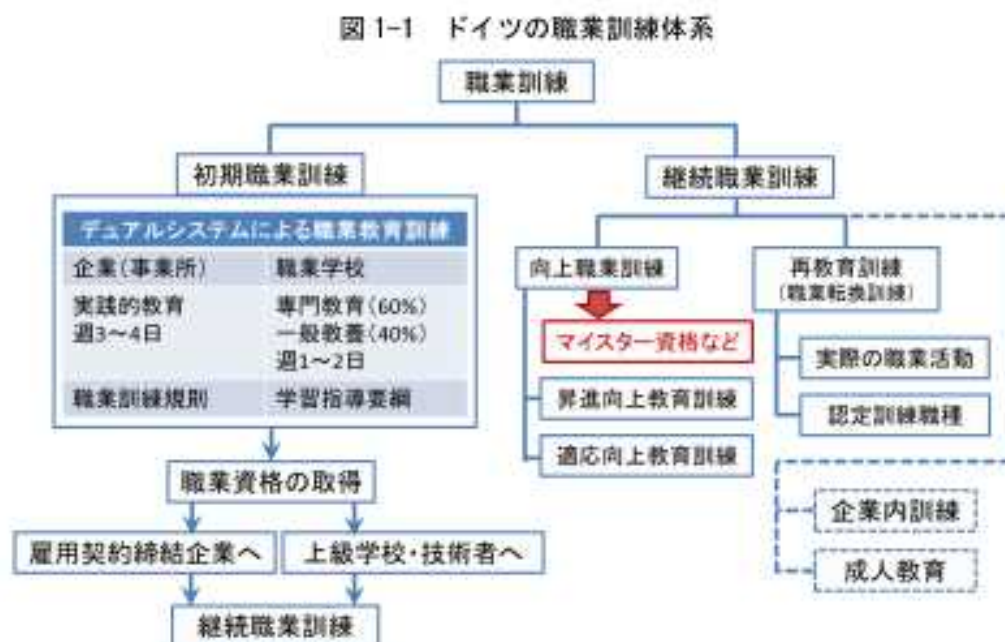 図 1-1　ドイツの職業訓練体系
職業訓練
初期職業訓練
デュアルシステムによる職業教育訓練
企業（事業所）
職業学校
実践的教育
週3～4日
専門教育（60%）
一般教養（40%）
週1～2日
職業訓練規則
学習指導要綱
職業資格の取得
雇用契約締結企業へ
上級学校・技術者へ
継続職業訓練
継続職業訓練
向上職業訓練
マイスター資格など
昇進向上教育訓練
適応向上教育訓練
再教育訓練
（職業転換訓練）
実際の職業活動
認定訓練職種
企業内訓練
成人教育